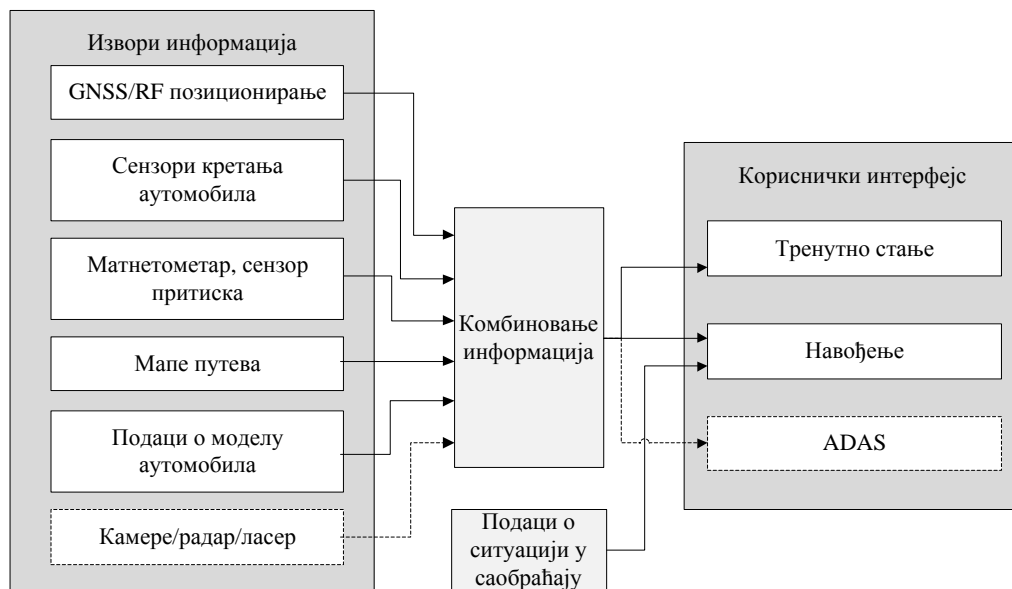 Извори информација
GNSS/RF позиционирање
Сензори кретања
аутомобила
Матнетометар, сензор
притиска
Мапе путева
Подаци о моделу
аутомобила
Камере/радар/ласер
Комбиновање
информација
Подаци о
ситуацији у
саобраћају
Кориснички интерфејс
Тренутно стање
Навођење
ADAS